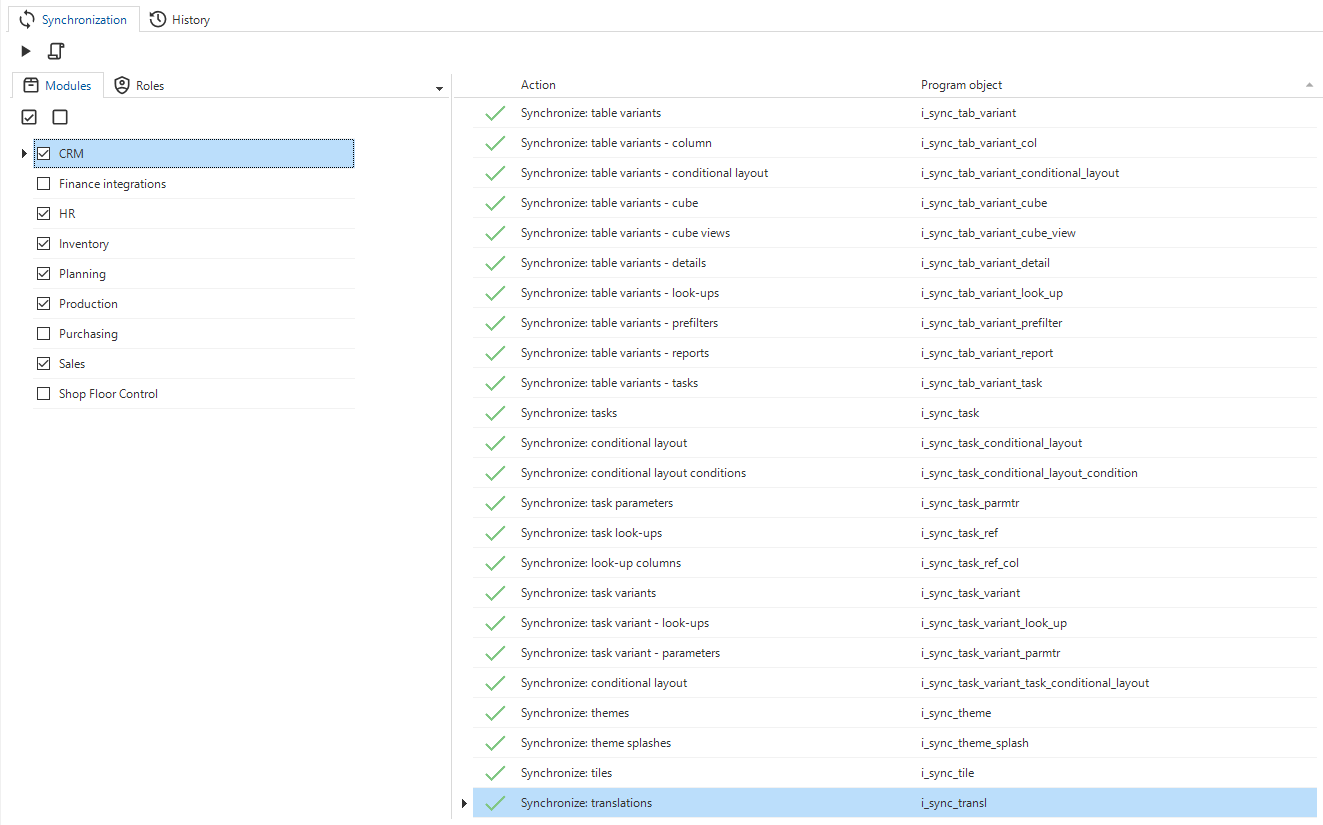 Synchronization History
Modules Roles
CRM
Finance integrations
HR
Inventory
Planning
Production
Purchasing
Sales
Shop Floor Control
Action Program object
Synchronize: table variants i_sync_tab_variant
Synchronize: table variants - column i_sync_tab_variant_col
Synchronize: table variants - conditional layout i_sync_tab_variant_conditional_layout
Synchronize: table variants - cube i_sync_tab_variant_cube
Synchronize: table variants - cube views i_sync_tab_variant_cube_view
Synchronize: table variants - details i_sync_tab_variant_detail
Synchronize: table variants - look-ups i_sync_tab_variant_look_up
Synchronize: table variants - prefilters i_sync_tab_variant_prefilter
Synchronize: table variants - reports i_sync_tab_variant_report
Synchronize: table variants - tasks i_sync_tab_variant_task
Synchronize: tasks i_sync_task
Synchronize: conditional layout i_sync_task_conditional_layout
Synchronize: conditional layout conditions i_sync_task_conditional_layout_condition
Synchronize: task parameters i_sync_task_parmtr
Synchronize: task look-ups i_sync_task_ref
Synchronize: look-up columns i_sync_task_ref_col
Synchronize: task variants i_sync_task_variant
Synchronize: task variant - look-ups i_sync_task_variant_look_up
Synchronize: task variant - parameters i_sync_task_variant_parmtr
Synchronize: conditional layout i_sync_task_variant_task_conditional_layout
Synchronize: themes i_sync_theme
Synchronize: theme splashes i_sync_theme_splash
Synchronize: tiles i_sync_tile
Synchronize: translations i_sync_transl